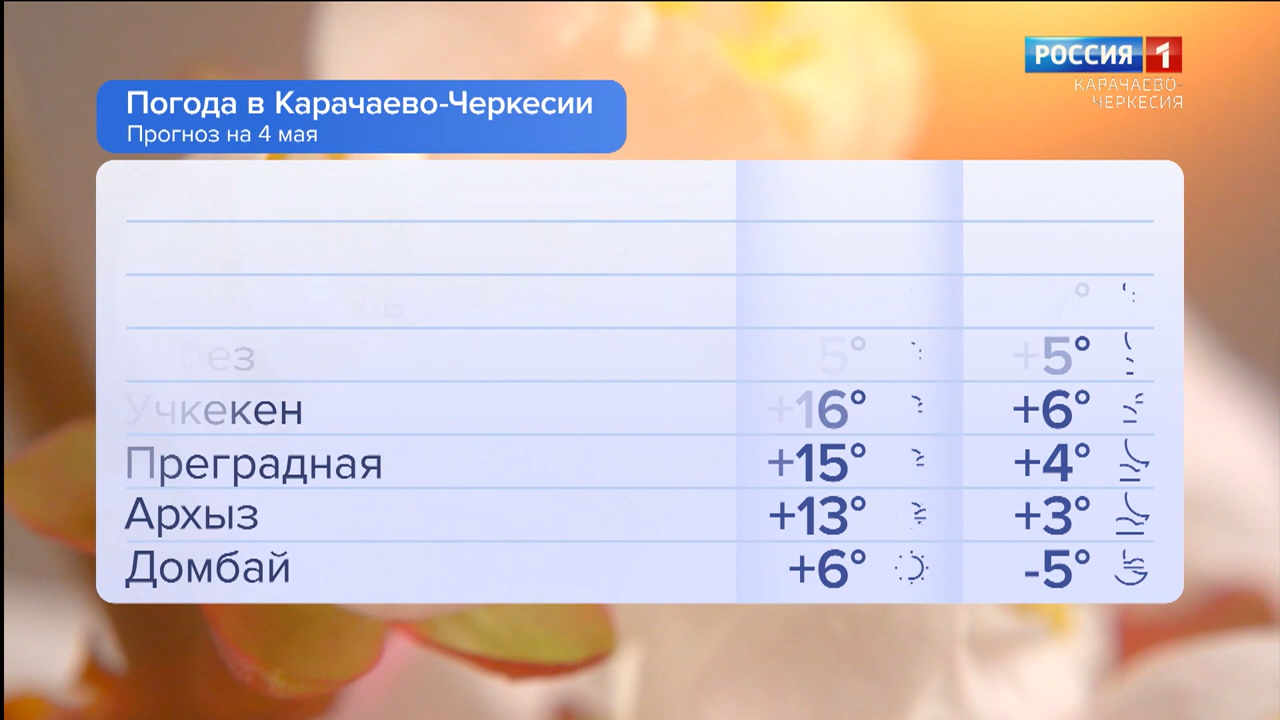 РОССИЯ 1
КАРАЧАЕВО-
ЧЕРКЕСИЯ
Погода в Карачаево-Черкесии
Прогноз на 4 мая
+5°
Учкекен +16° +6°
Преградная +15° +4°
Архыз +13° +3°
Домбай +6° -5°